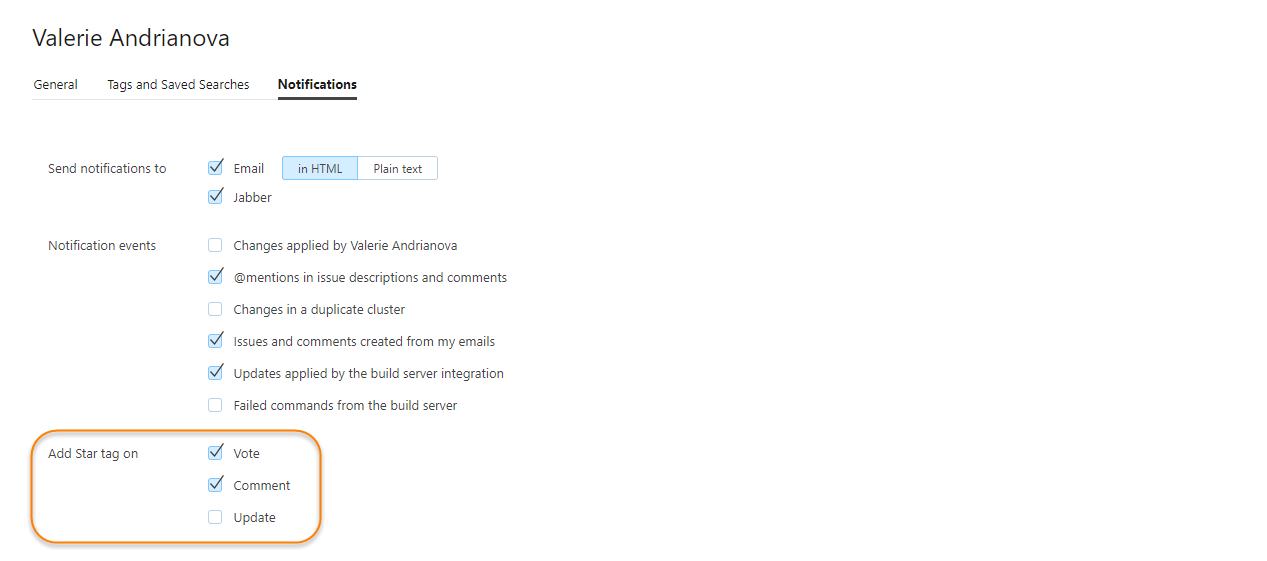 Valerie Andrianova
General Tags and Saved Searches Notifications
Send notifications to Email in HTML Plain text
Jabber
Notification events Changes applied by Valerie Andrianova
@mentions in issue descriptions and comments
Changes in a duplicate cluster
Issues and comments created from my emails
Updates applied by the build server integration
Failed commands from the build server
Add Star tag on Vote
Comment
Update